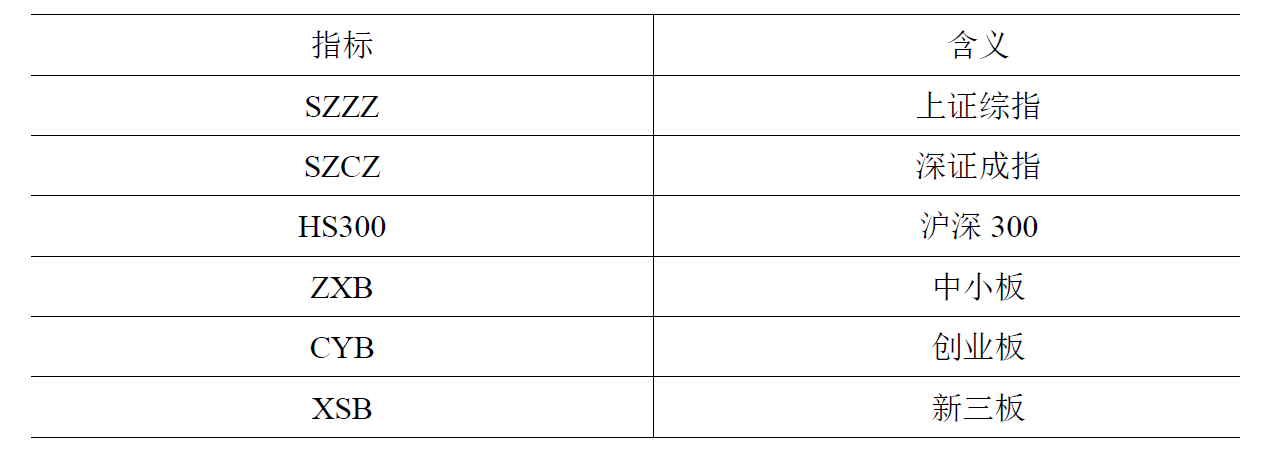 指标 含义
SZZZ 上证综指
SZCZ 深证成指
HS300 沪深 300
ZXB 中小板
CYB 创业板
XSB 新三板